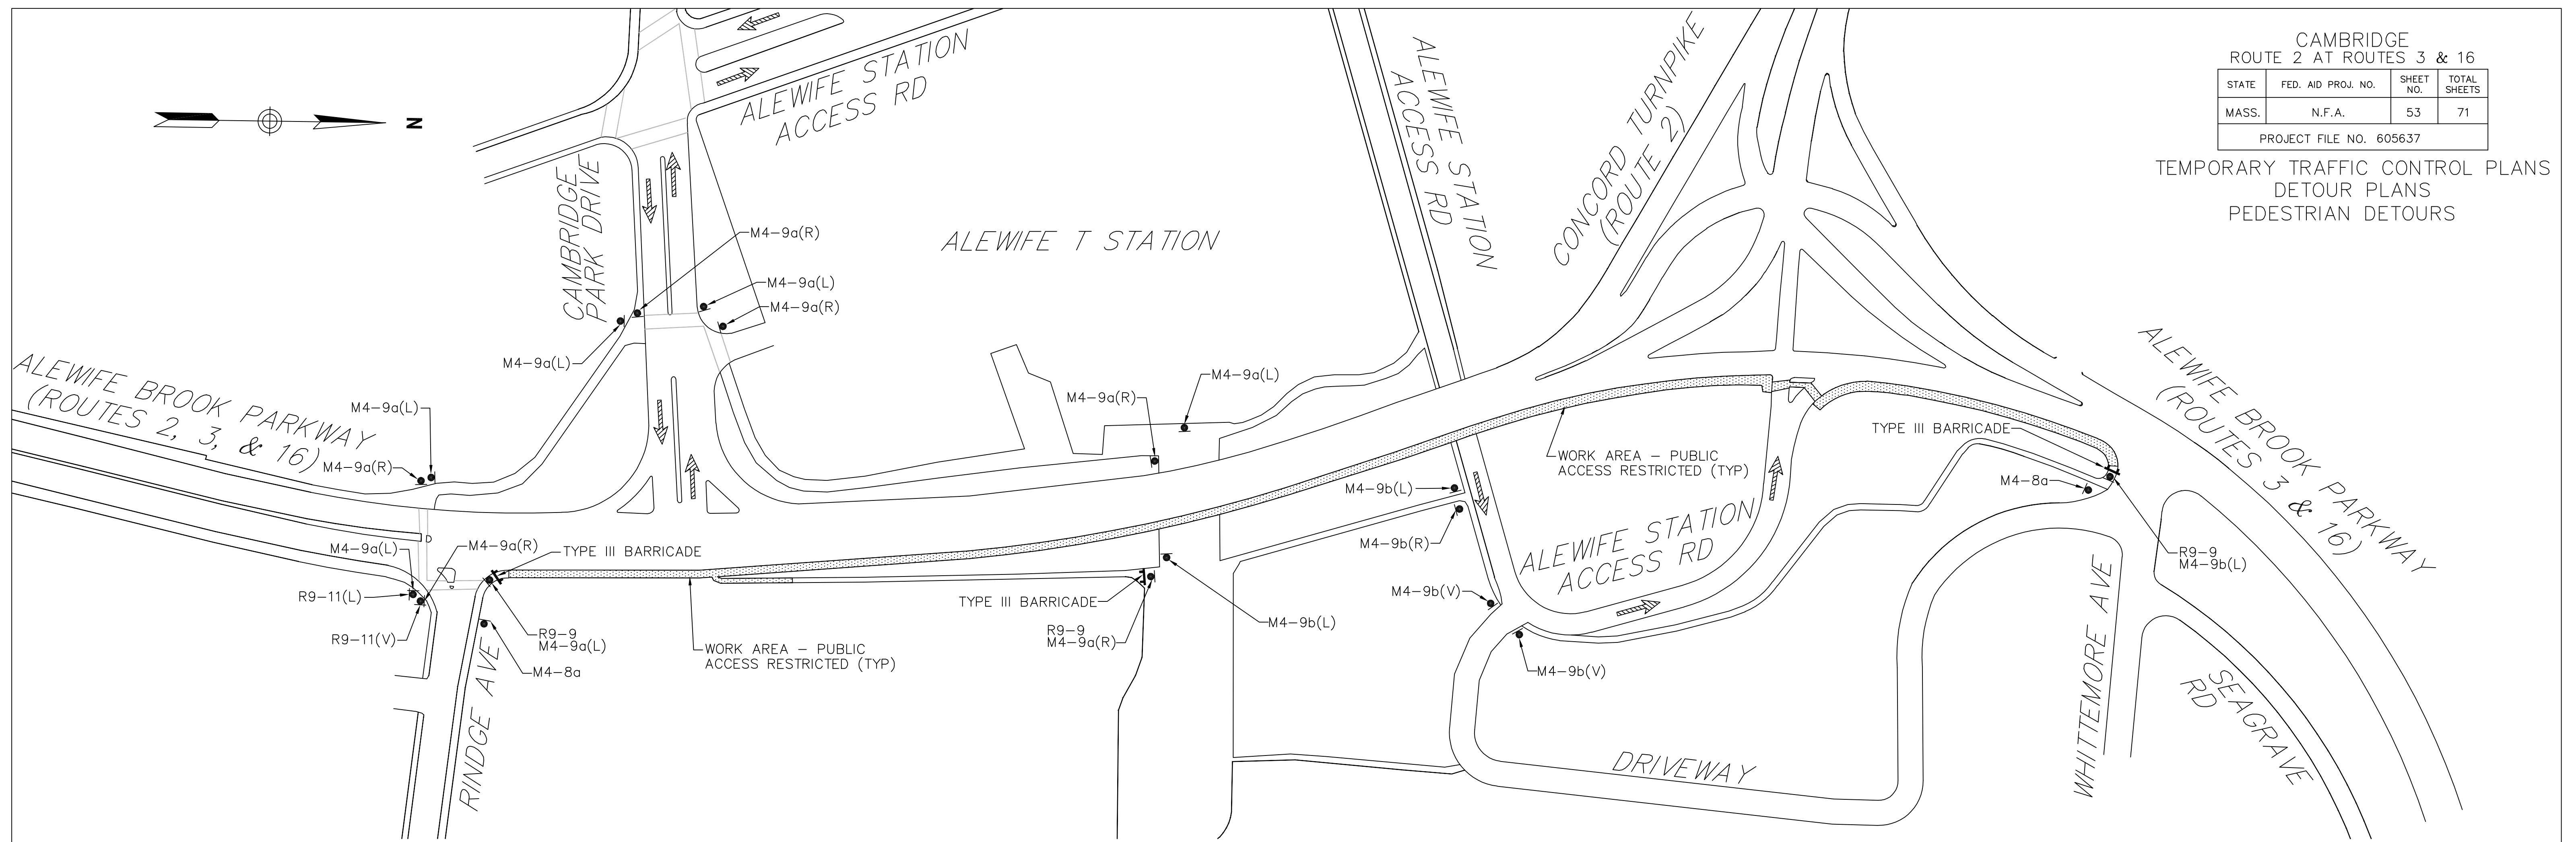 CAMBRIDGE
ROUTE 2 AT ROUTES 3 & 16
STATE
FED. AID PROJ. NO.
SHEET
NO.
TOTAL
SHEETS
MASS.
N.F.A.
53
71
PROJECT FILE NO. 605637
TEMPORARY TRAFFIC CONTROL PLANS
DETOUR PLANS
PEDESTRIAN DETOURS
N
ALEWIFE STATION
ACCESS RD
ALEWIFE STATION
ACCESS RD
CONCORD TURNPIKE
(ROUTE 2)
CAMBRIDGE
PARK DRIVE
M4-9a(R)
M4-9a(L)
M4-9a(R)
M4-9a(L)
ALEWIFE T STATION
ALEWIFE BROOK PARKWAY
(ROUTES 2, 3, & 16)
M4-9a(L)
M4-9a(R)
M4-9a(R)
M4-9a(L)
TYPE III BARRICADE
ALEWIFE BROOK PARKWAY
(ROUTES 3 & 16)
WORK AREA - PUBLIC
ACCESS RESTRICTED (TYP)
M4-9b(L)
M4-9b(R)
M4-8a
ALEWIFE STATION
ACCESS RD
R9-9
M4-9b(L)
M4-9a(L)
M4-9a(R)
TYPE III BARRICADE
R9-11(L)
R9-11(V)
R9-9
M4-9a(L)
M4-8a
WORK AREA - PUBLIC
ACCESS RESTRICTED (TYP)
TYPE III BARRICADE
R9-9
M4-9a(R)
M4-9b(L)
M4-9b(V)
M4-9b(V)
RINDGE AVE
DRIVEWAY
WHITTEMORE AVE
SEAGRAVE
RD